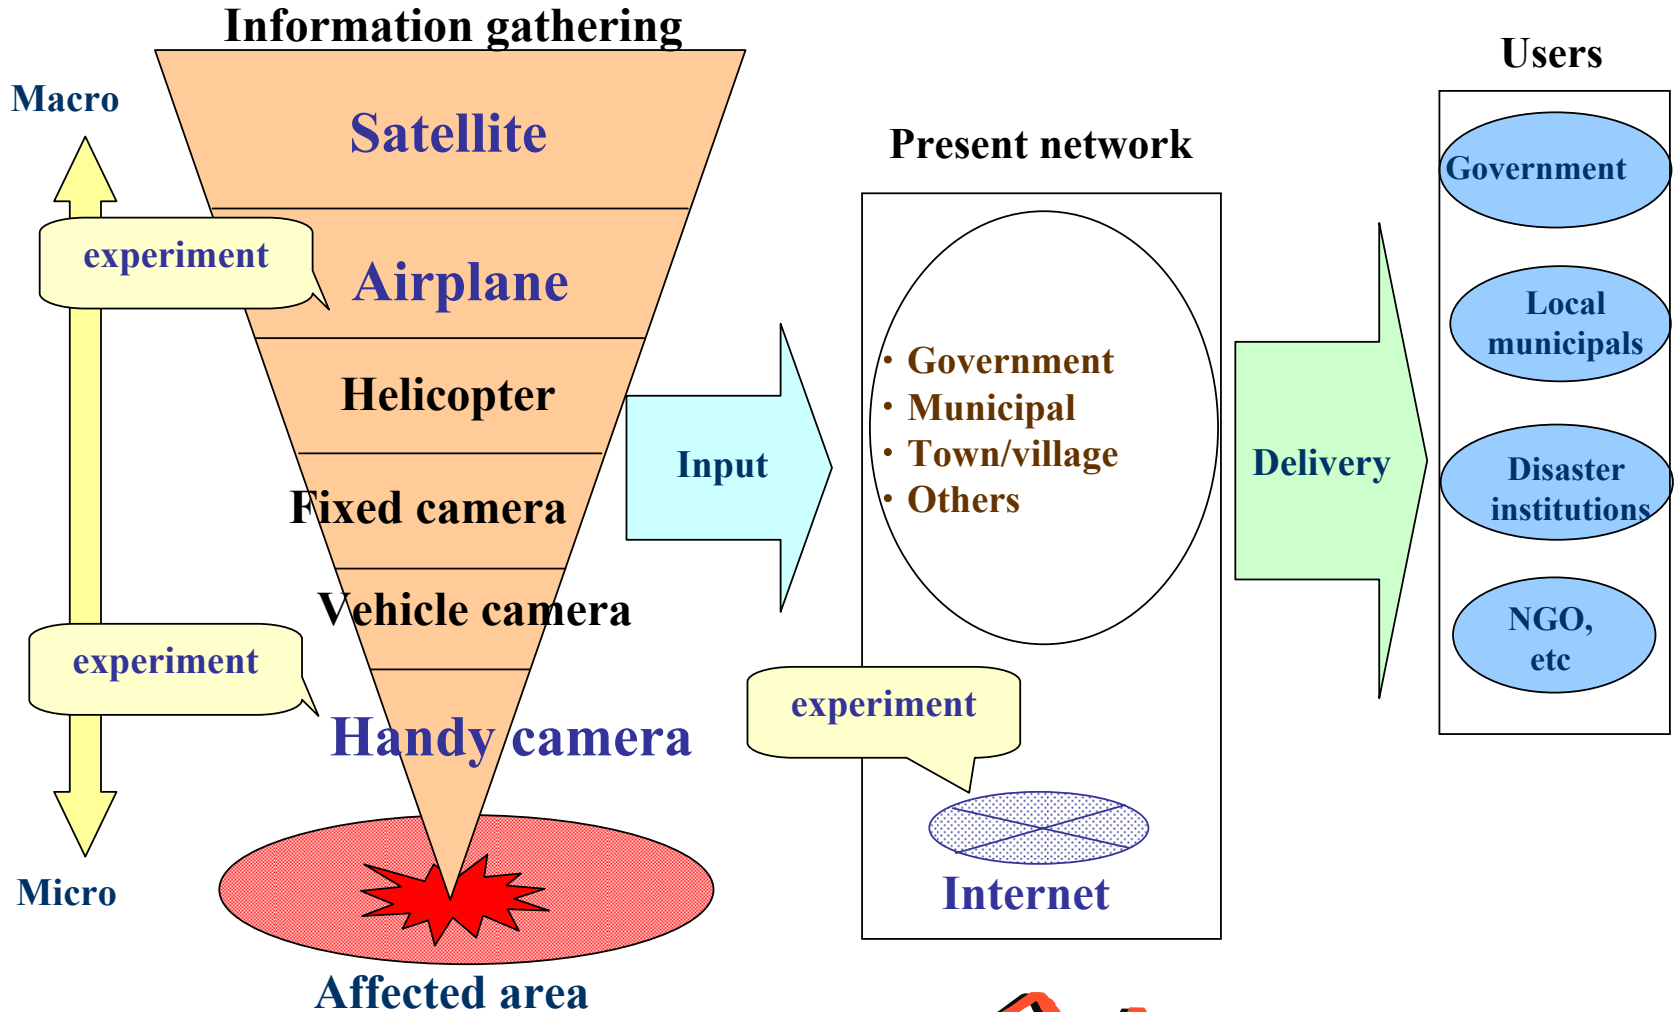 Information gathering
Macro
Satellite
experiment
Airplane
Helicopter
Fixed camera
Vehicle camera
experiment
Handy camera
Micro
Affected area
Input
Present network
・Government
・Municipal
・Town/village
・Others
experiment
Internet
Delivery
Users
Government
Local
municipals
Disaster
institutions
NGO,
etc